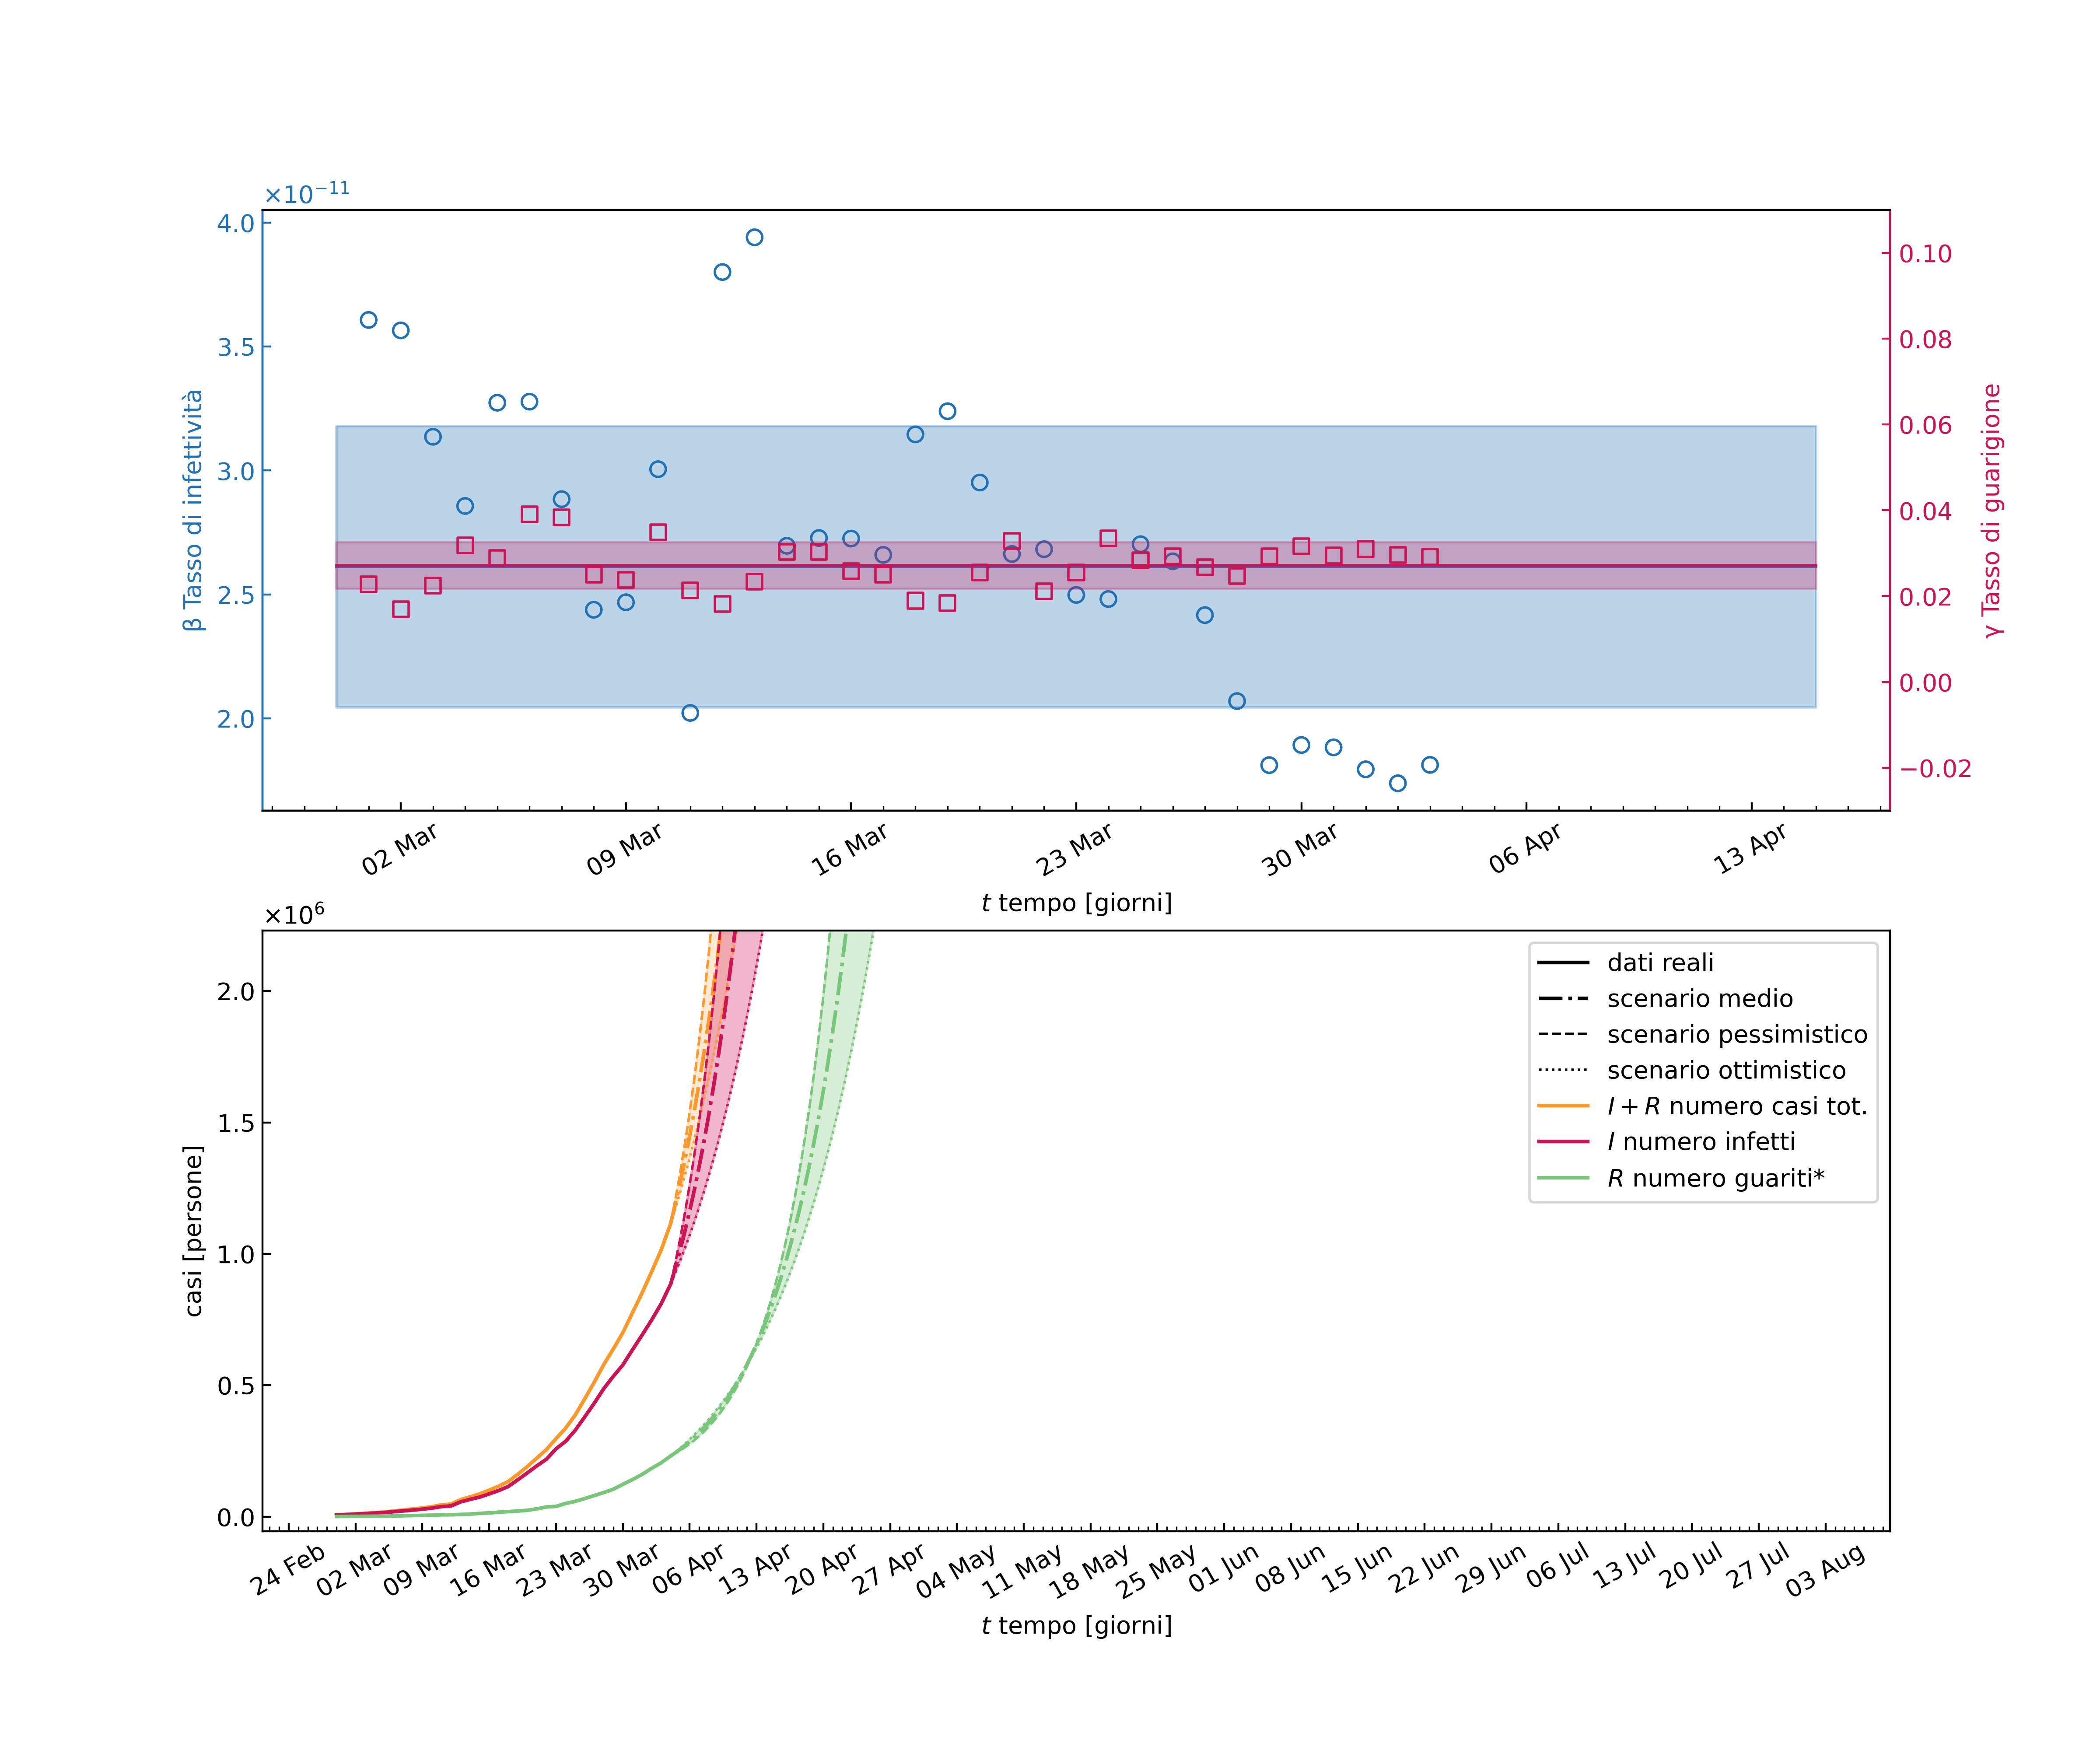 ×10⁻¹¹
4.0
3.5
3.0
2.5
2.0
β Tasso di infettività
0.10
0.08
0.06
0.04
0.02
0.00
−0.02
γ Tasso di guarigione
02 Mar
09 Mar
16 Mar
23 Mar
30 Mar
06 Apr
13 Apr
t tempo [giorni]
×10⁶
2.0
1.5
1.0
0.5
0.0
casi [persone]
dati reali
scenario medio
scenario pessimistico
scenario ottimistico
I + R numero casi tot.
I numero infetti
R numero guariti*
24 Feb
02 Mar
09 Mar
16 Mar
23 Mar
30 Mar
06 Apr
13 Apr
20 Apr
27 Apr
04 May
11 May
18 May
25 May
01 Jun
08 Jun
15 Jun
22 Jun
29 Jun
06 Jul
13 Jul
20 Jul
27 Jul
03 Aug
t tempo [giorni]